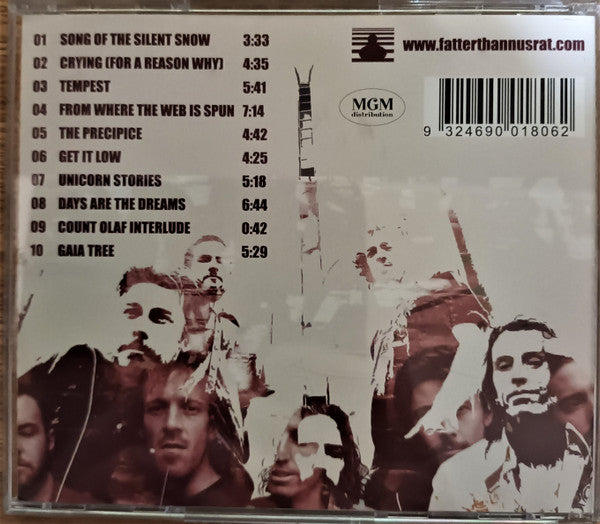 01 SONG OF THE SILENT SNOW 3:33
02 CRYING (FOR A REASON WHY) 4:35
03 TEMPEST 5:41
04 FROM WHERE THE WEB IS SPUN 7:14
05 THE PRECIPICE 4:42
06 GET IT LOW 4:25
07 UNICORN STORIES 5:18
08 DAYS ARE THE DREAMS 6:44
09 COUNT OLAF INTERLUDE 0:42
10 GAIA TREE 5:29
www.fatterthannusrat.com
MGM
distribution
9 324690 018062